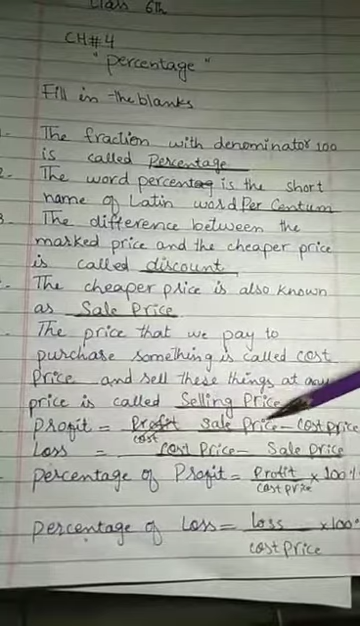 Class 6th
CH#4
"Percentage"
Fill in the blanks
The fraction with denominator 100
is called Percentage
2- The word percentag is the short
name of Latin word Per Centum
3 The difference between the
marked price and the cheaper price
is called discount
The cheaper price is also known
as Sale Price
The price that we pay to
purchase something is called cost
Price and sell these things at any
price is called Selling Price
Profit = Sale Price - cost price
Loss = cost Price - Sale price
percentage of Profit = Profit/cost price × 100%
percentage of Loss = loss/cost price × 100%